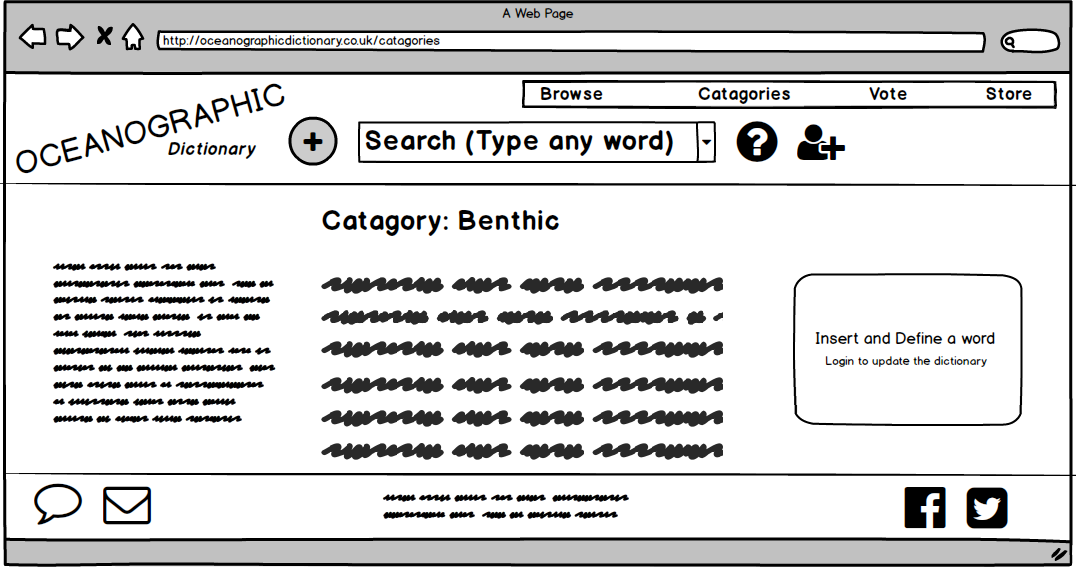 A Web Page
http://oceanographicdictionary.co.uk/catagories
Browse Catagories Vote Store
OCEANOGRAPHIC
Dictionary
Search (Type any word)
Catagory: Benthic
Insert and Define a word
Login to update the dictionary